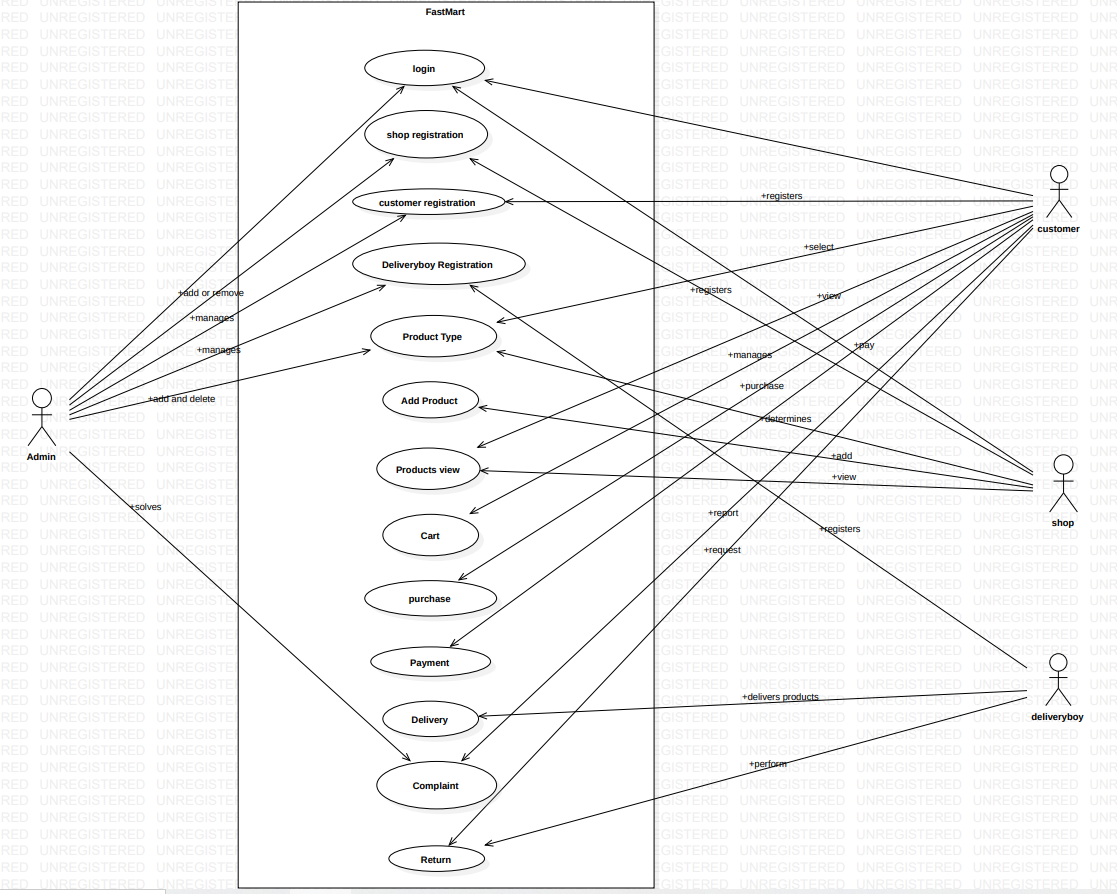 FastMart
login
shop registration
customer registration
+registers
customer
+select
Deliveryboy Registration
+add or remove
+registers
+view
+manages
Product Type
+pay
+manages
+manages
+purchase
+add and delete
Add Product
+determines
Admin
+add
Products view
+view
+solves
+report
shop
+registers
Cart
+request
purchase
Payment
+delivers products
Delivery
deliveryboy
+perform
Complaint
Return
UNREGISTERED